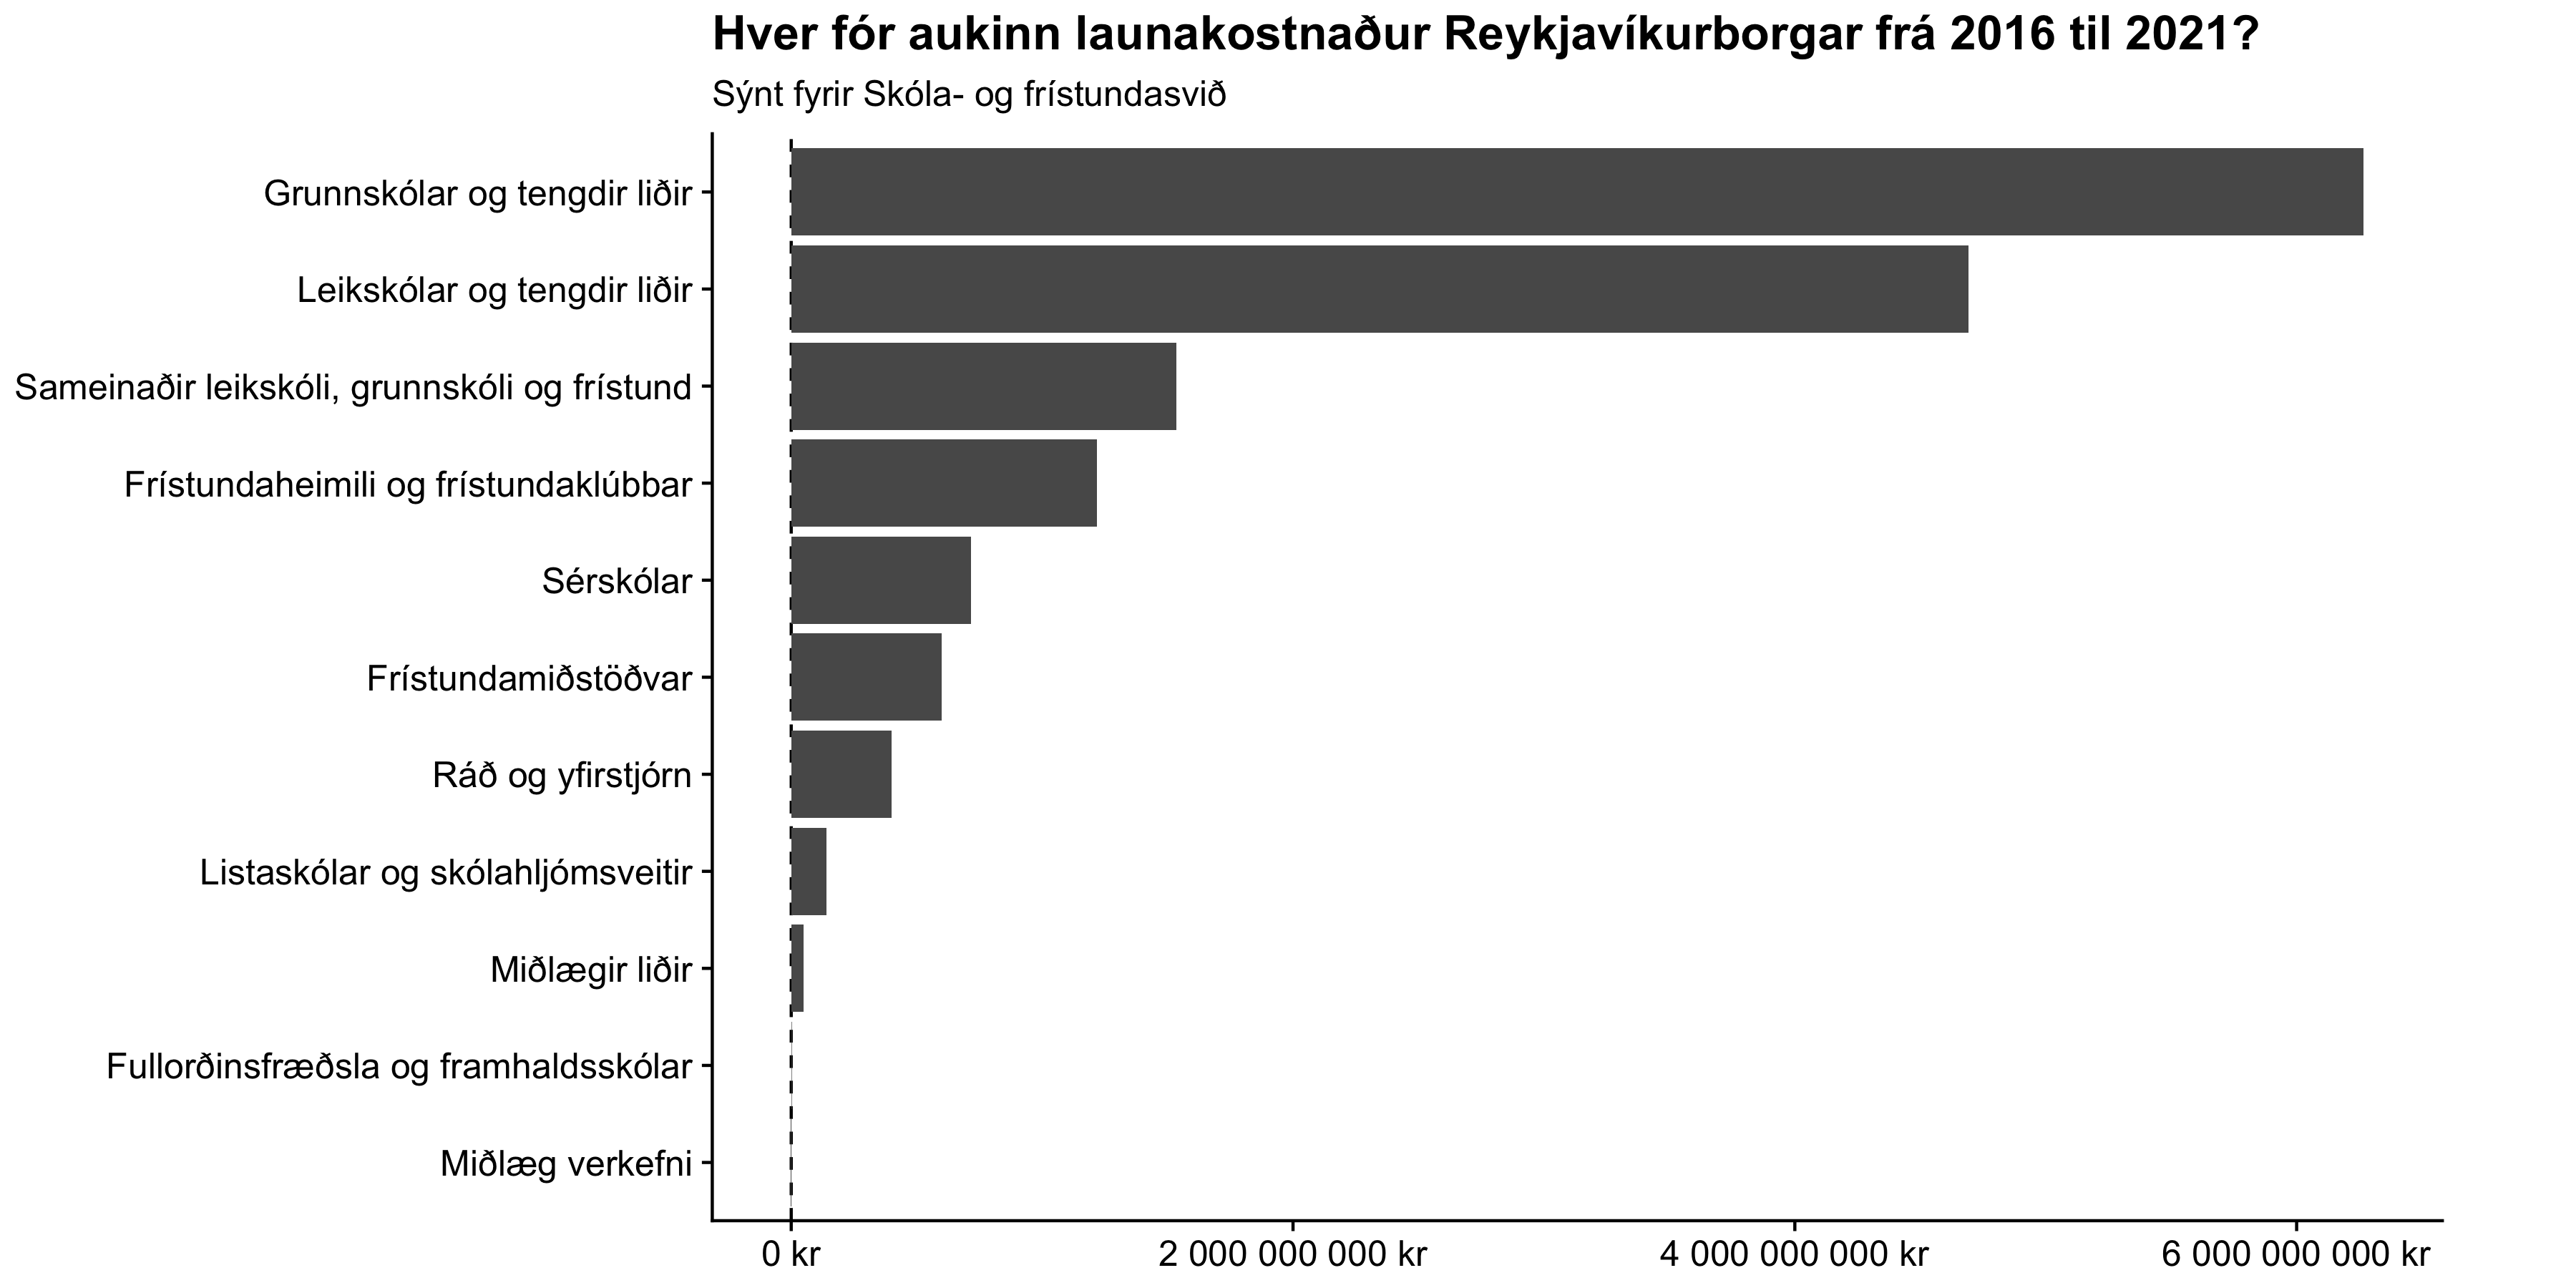 Hver fór aukinn launakostnaður Reykjavíkurborgar frá 2016 til 2021?
Sýnt fyrir Skóla- og frístundasvið
Grunnskólar og tengdir liðir
Leikskólar og tengdir liðir
Sameinaðir leikskóli, grunnskóli og frístund
Frístundaheimili og frístundaklúbbar
Sérskólar
Frístundamiðstöðvar
Ráð og yfirstjórn
Listaskólar og skólahljómsveitir
Miðlægir liðir
Fullorðinsfræðsla og framhaldsskólar
Miðlæg verkefni
0 kr 2 000 000 000 kr 4 000 000 000 kr 6 000 000 000 kr